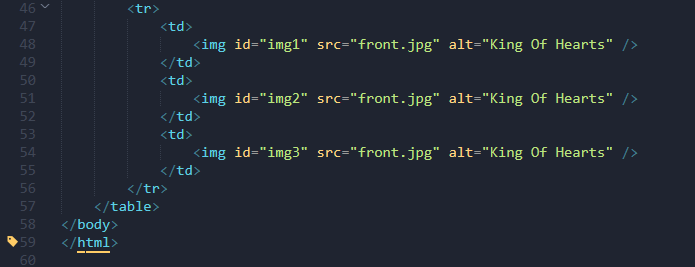 46 <tr>
47 <td>
48 <img id="img1" src="front.jpg" alt="King Of Hearts" />
49 </td>
50 <td>
51 <img id="img2" src="front.jpg" alt="King Of Hearts" />
52 </td>
53 <td>
54 <img id="img3" src="front.jpg" alt="King Of Hearts" />
55 </td>
56 </tr>
57 </table>
58 </body>
59 </html>
60